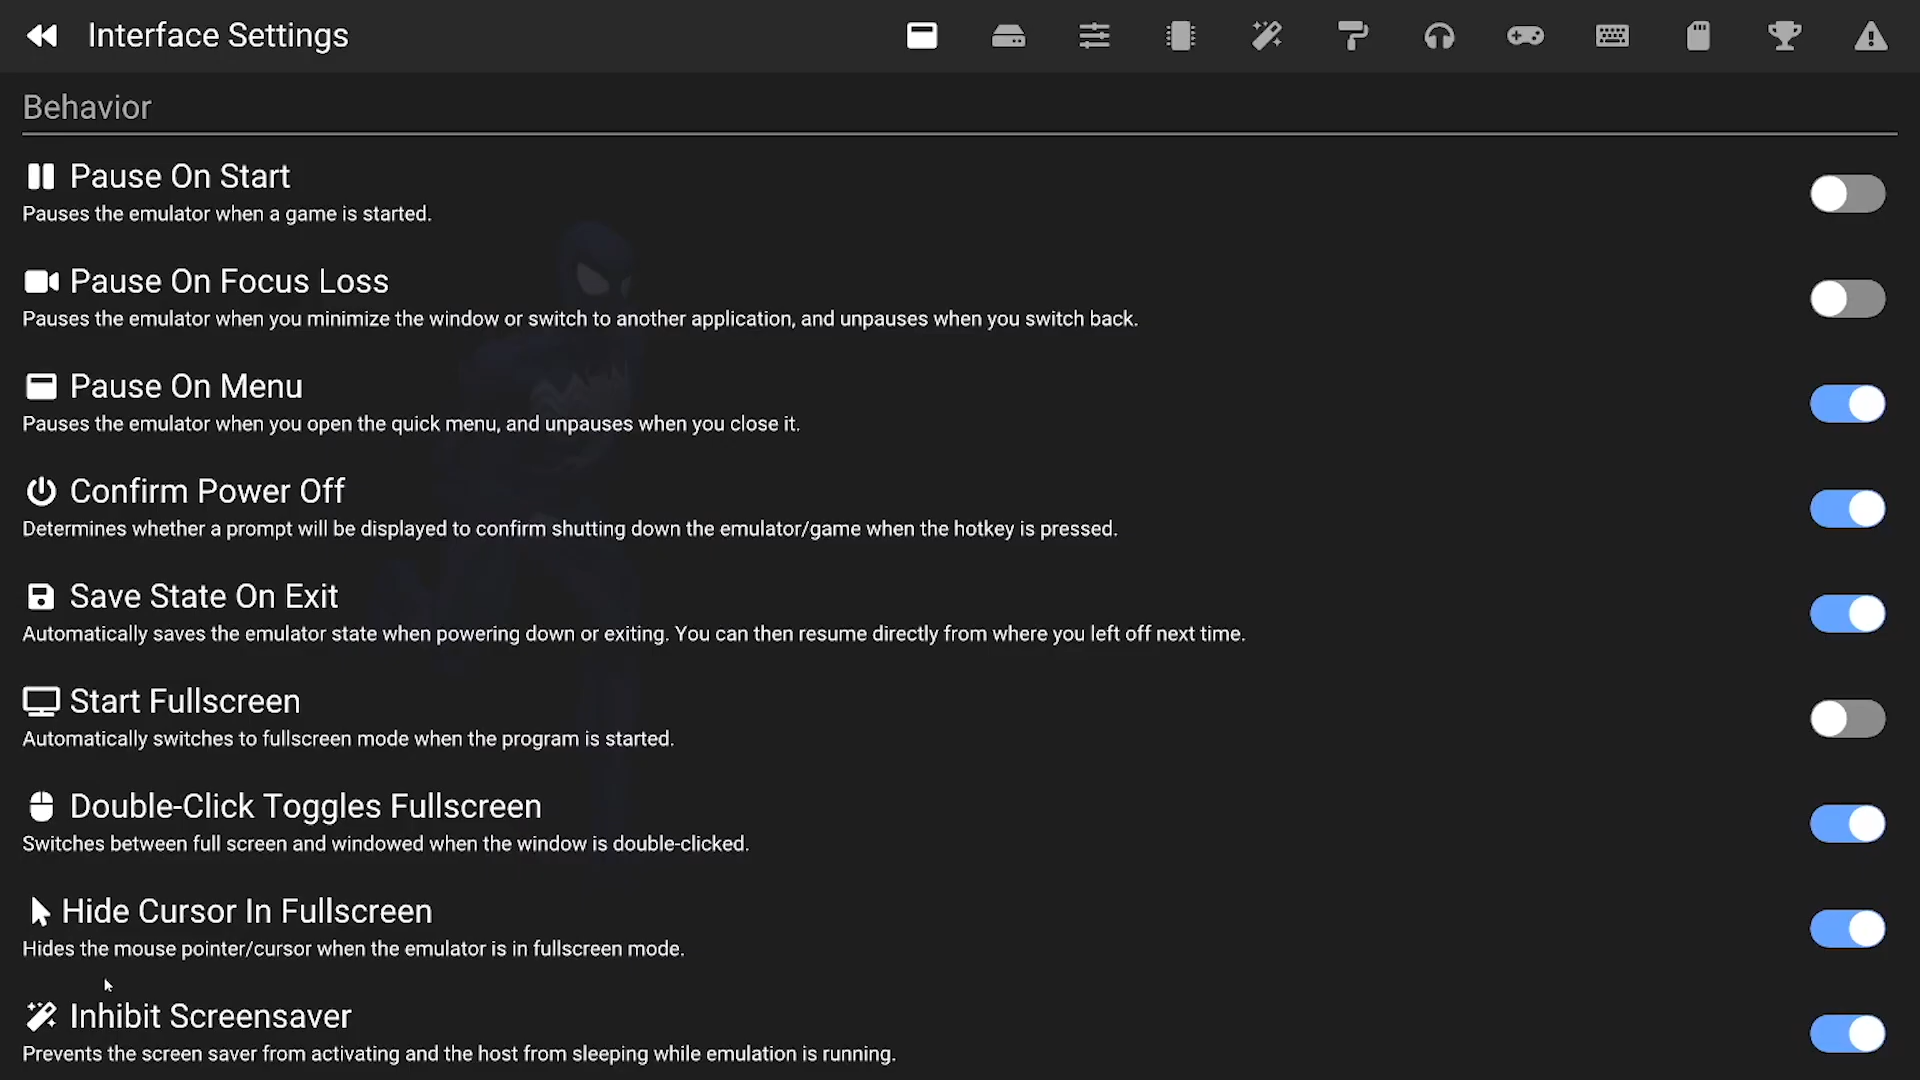 Interface Settings
Behavior
Pause On Start
Pauses the emulator when a game is started.
Pause On Focus Loss
Pauses the emulator when you minimize the window or switch to another application, and unpauses when you switch back.
Pause On Menu
Pauses the emulator when you open the quick menu, and unpauses when you close it.
Confirm Power Off
Determines whether a prompt will be displayed to confirm shutting down the emulator/game when the hotkey is pressed.
Save State On Exit
Automatically saves the emulator state when powering down or exiting. You can then resume directly from where you left off next time.
Start Fullscreen
Automatically switches to fullscreen mode when the program is started.
Double-Click Toggles Fullscreen
Switches between full screen and windowed when the window is double-clicked.
Hide Cursor In Fullscreen
Hides the mouse pointer/cursor when the emulator is in fullscreen mode.
Inhibit Screensaver
Prevents the screen saver from activating and the host from sleeping while emulation is running.